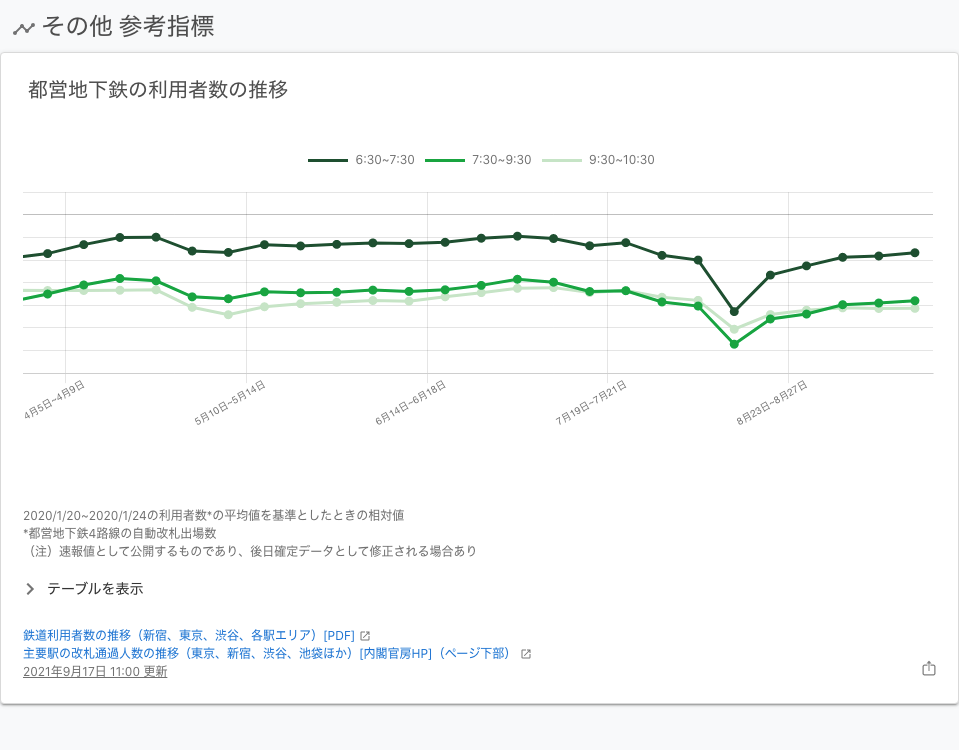 その他 参考指標
都営地下鉄の利用者数の推移
6:30~7:30 7:30~9:30 9:30~10:30
4月5日~4月9日 5月10日~5月14日 6月14日~6月18日 7月19日~7月21日 8月23日~8月27日
2020/1/20~2020/1/24の利用者数*の平均値を基準としたときの相対値
*都営地下鉄4路線の自動改札出場数
（注）速報値として公開するものであり、後日確定データとして修正される場合あり
テーブルを表示
鉄道利用者数の推移（新宿、東京、渋谷、各駅エリア）[PDF]
主要駅の改札通過人数の推移（東京、新宿、渋谷、池袋ほか）[内閣官房HP]（ページ下部）
2021年9月17日 11:00 更新